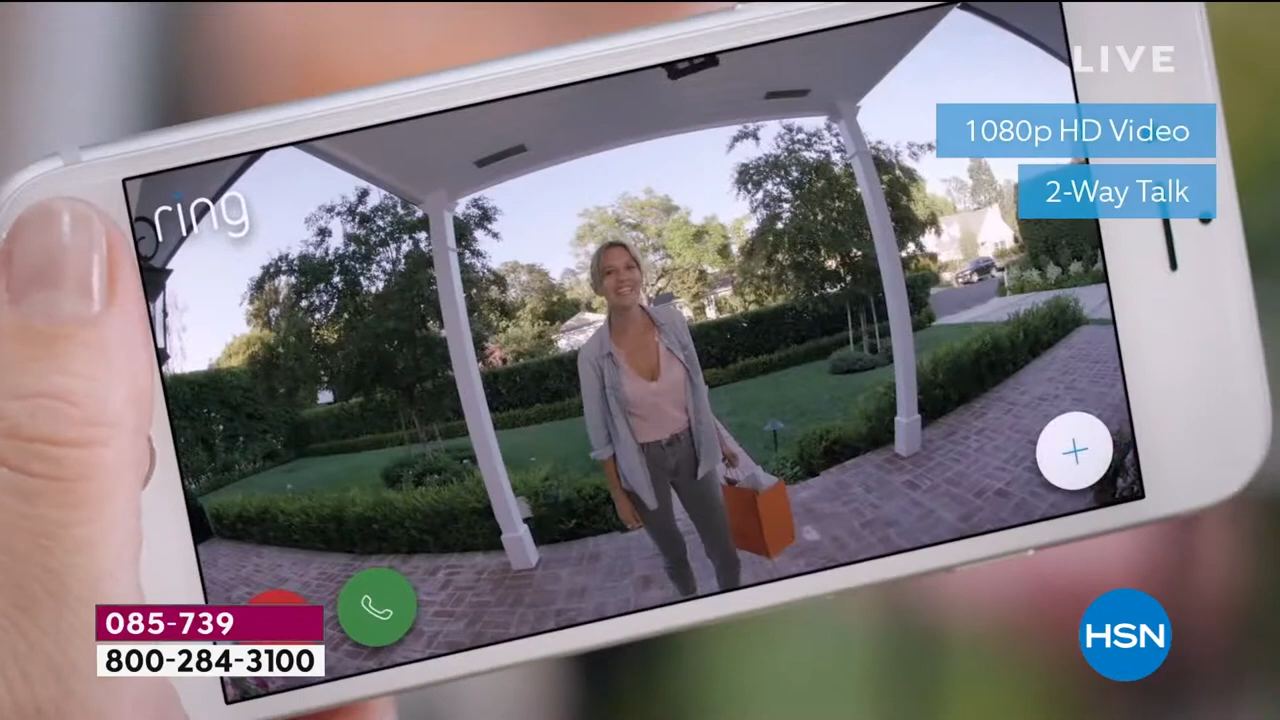 LIVE
1080p HD Video
2-Way Talk
ring
085-739
800-284-3100
HSN